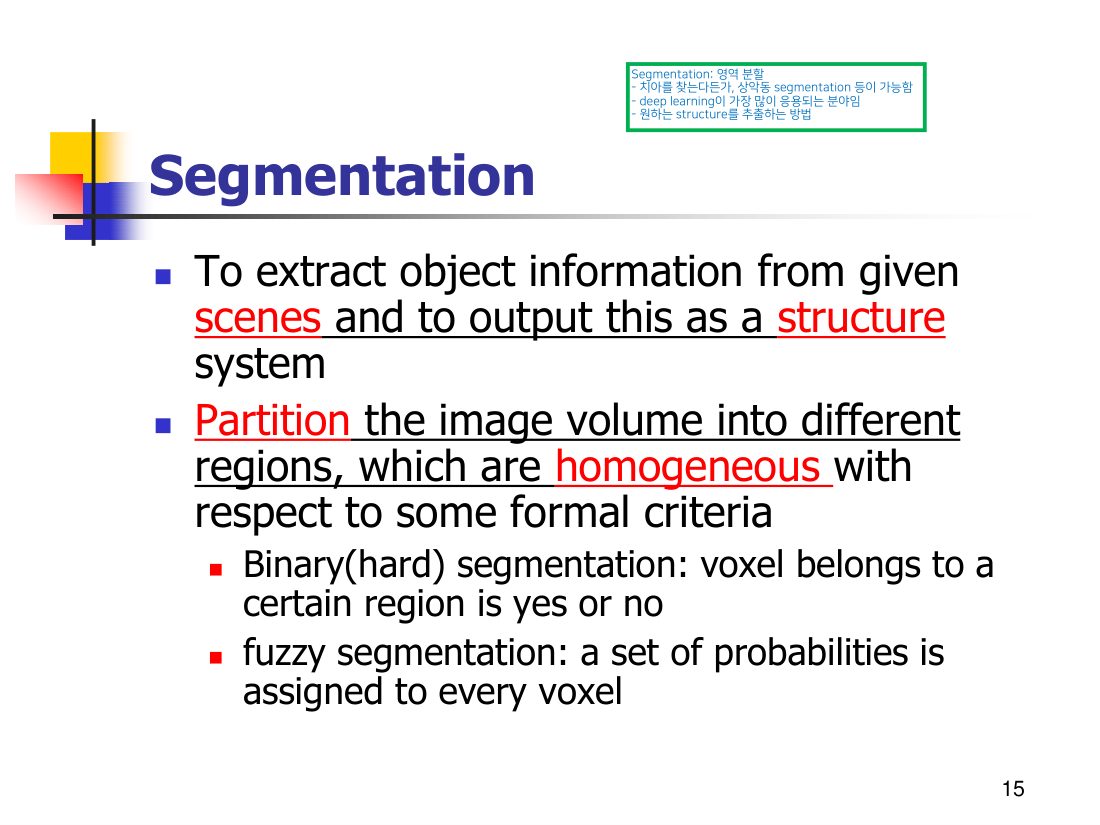 Segmentation: 영역 분할
- 치아를 찾는다든가, 상악동 segmentation 등이 가능함
- deep learning이 가장 많이 응용되는 분야임
- 원하는 structure를 추출하는 방법
Segmentation
To extract object information from given
scenes and to output this as a structure
system
Partition the image volume into different
regions, which are homogeneous with
respect to some formal criteria
Binary(hard) segmentation: voxel belongs to a
certain region is yes or no
fuzzy segmentation: a set of probabilities is
assigned to every voxel
15